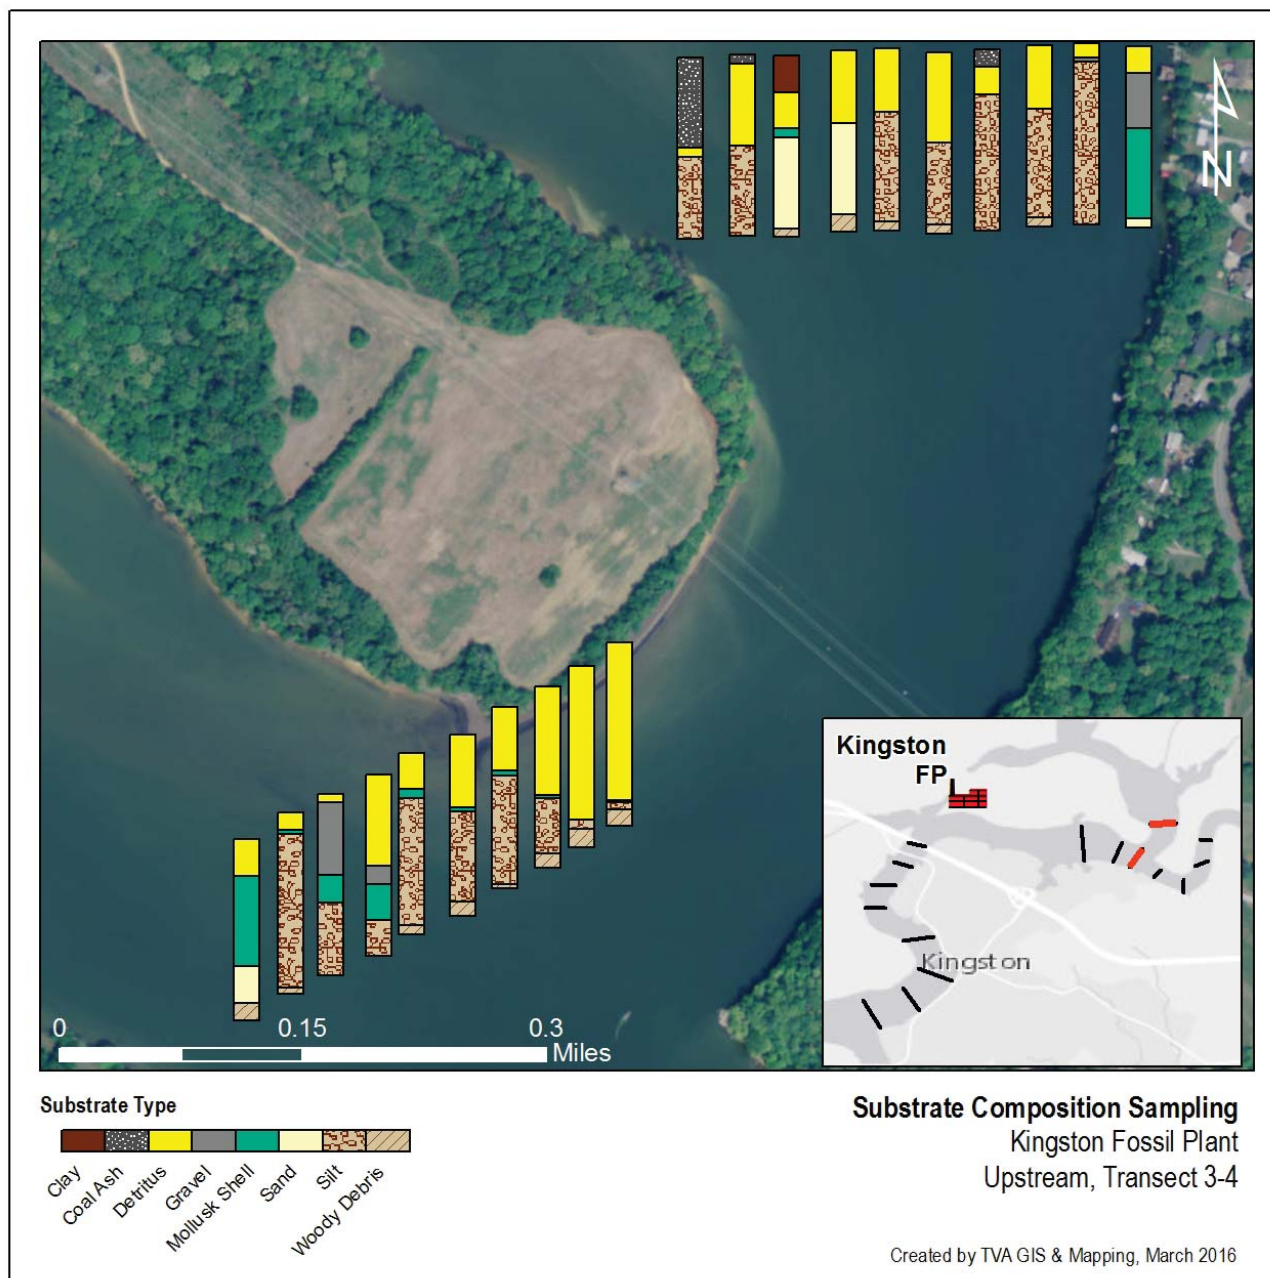 N
Kingston
FP
Kingston
0 0.15 0.3
Miles
Substrate Type
Clay
Coal Ash
Detritus
Gravel
Mollusk Shell
Sand
Silt
Woody Debris
Substrate Composition Sampling
Kingston Fossil Plant
Upstream, Transect 3-4
Created by TVA GIS & Mapping, March 2016